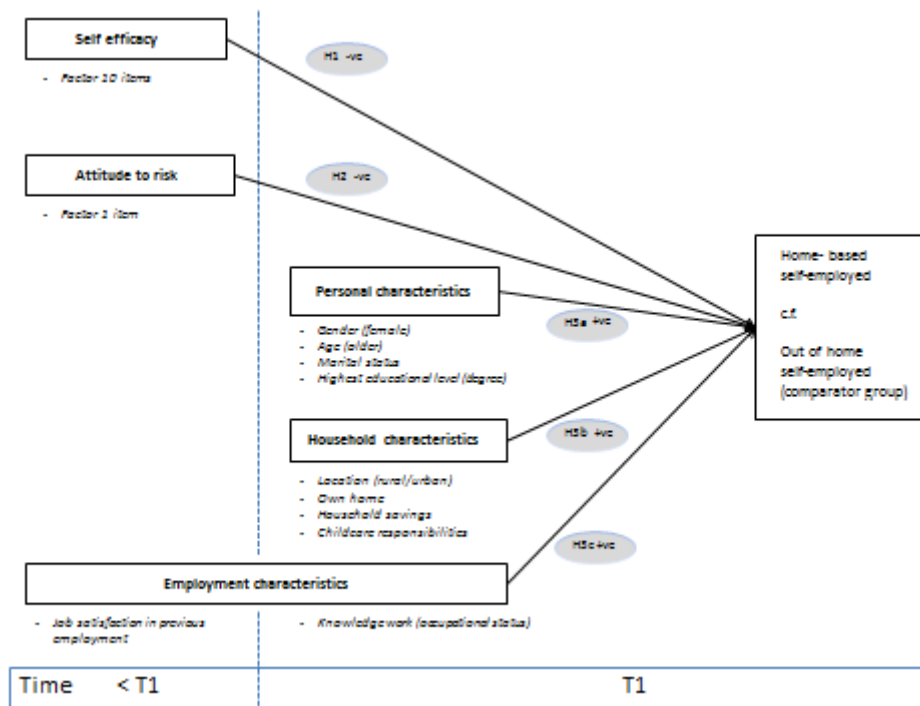 Self efficacy
- Factor 10 items
H1 -ve
Attitude to risk
- Factor 1 item
H2 -ve
Personal characteristics
- Gender (female)
- Age (older)
- Marital status
- Highest educational level (degree)
H3a +ve
Home- based
self-employed
c.f.
Out of home
self-employed
(comparator group)
Household characteristics
- Location (rural/urban)
- Own home
- Household savings
- Childcare responsibilities
H3b +ve
H3c+ve
Employment characteristics
- Job satisfaction in previous
employment
- Knowledge work (occupational status)
Time < T1
T1